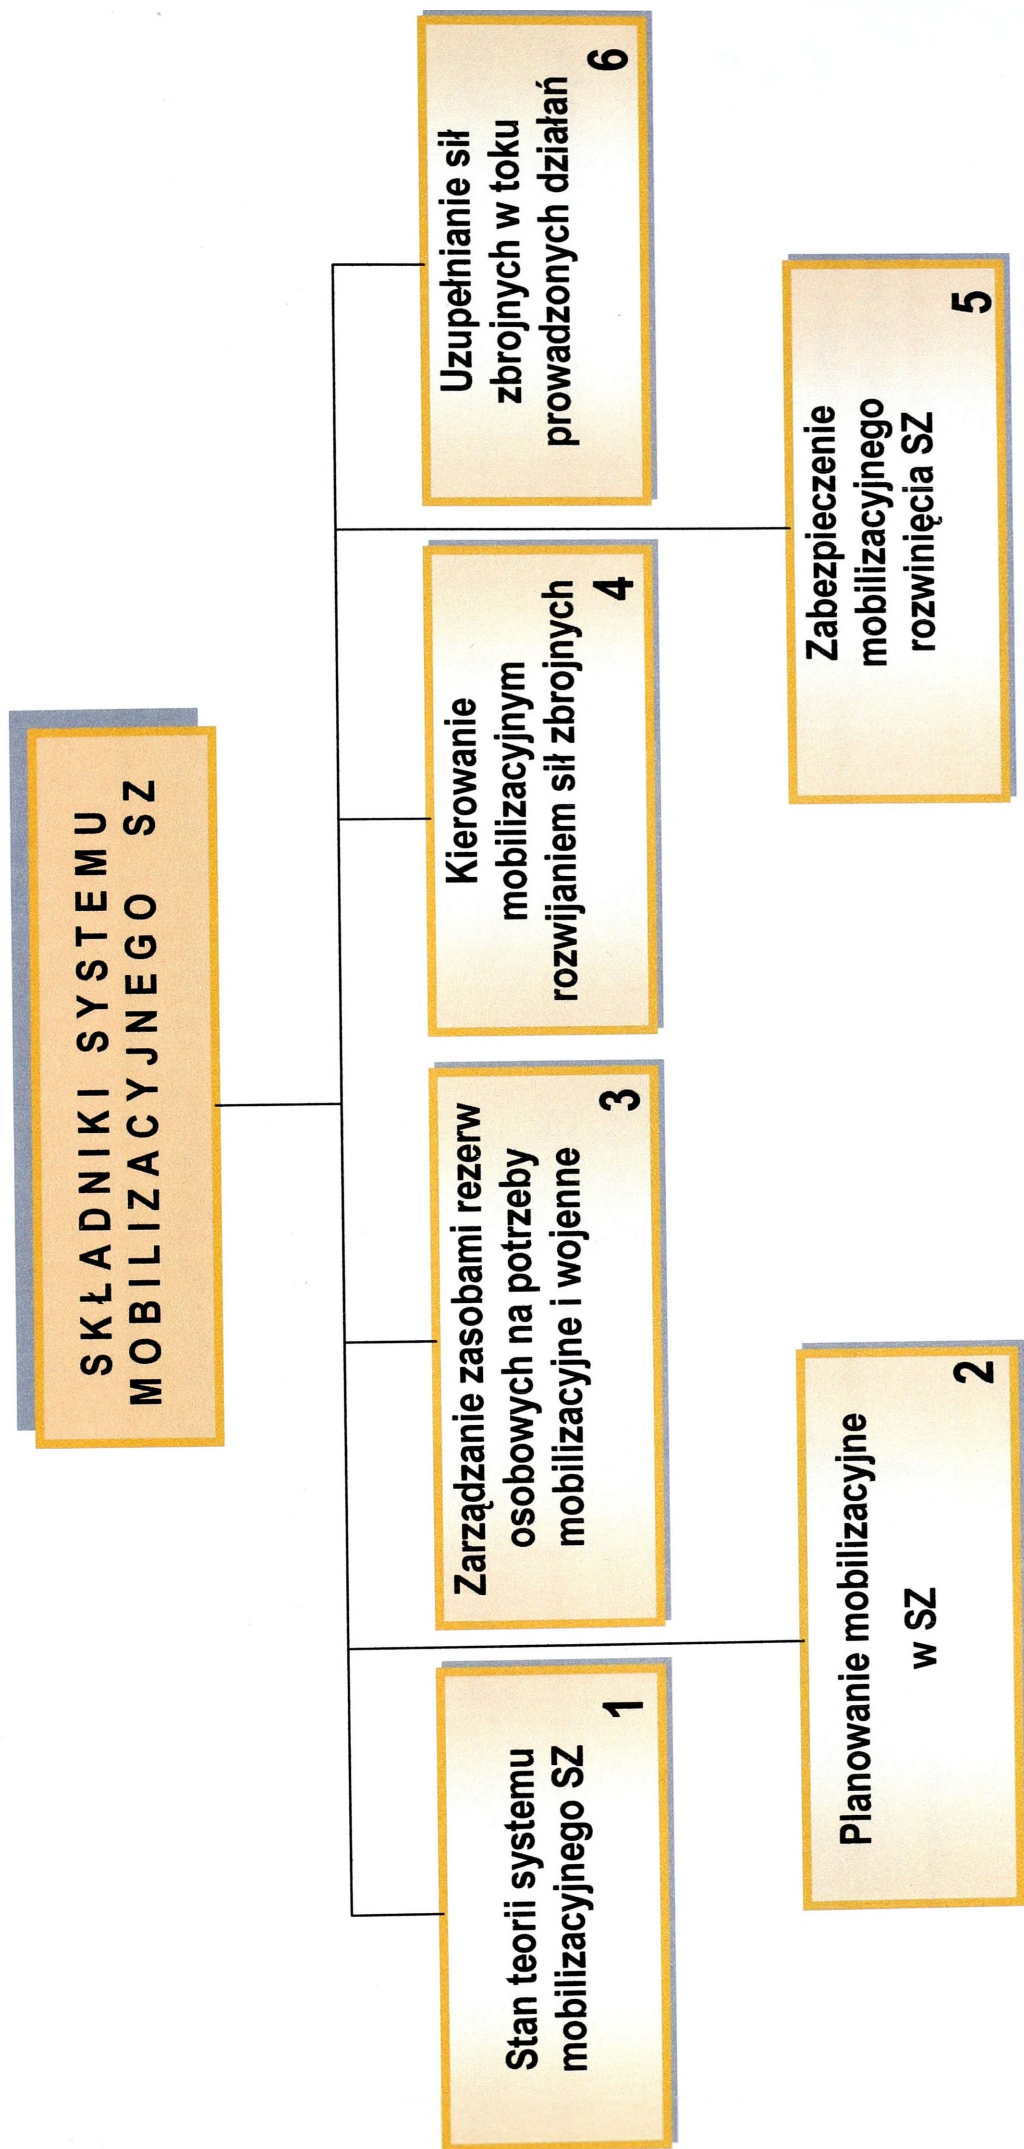 SKŁADNIKI SYSTEMU
MOBILIZACYJNEGO SZ
Stan teorii systemu
mobilizacyjnego SZ
1
Planowanie mobilizacyjne
w SZ
2
Zarządzanie zasobami rezerw
osobowych na potrzeby
mobilizacyjne i wojenne
3
Kierowanie
mobilizacyjnym
rozwijaniem sił zbrojnych
4
Zabezpieczenie
mobilizacyjnego
rozwinięcia SZ
5
Uzupełnianie sił
zbrojnych w toku
prowadzonych działań
6